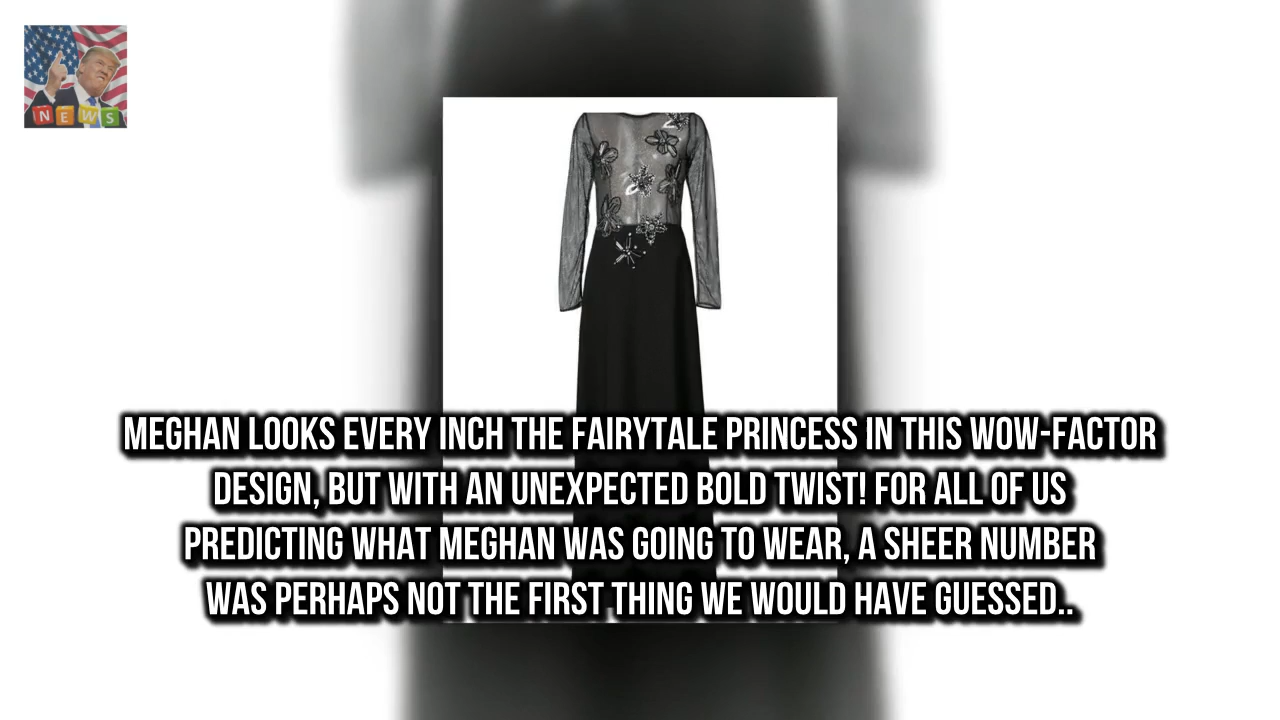 NEWS
MEGHAN LOOKS EVERY INCH THE FAIRYTALE PRINCESS IN THIS WOW-FACTOR
DESIGN, BUT WITH AN UNEXPECTED BOLD TWIST! FOR ALL OF US
PREDICTING WHAT MEGHAN WAS GOING TO WEAR, A SHEER NUMBER
WAS PERHAPS NOT THE FIRST THING WE WOULD HAVE GUESSED..